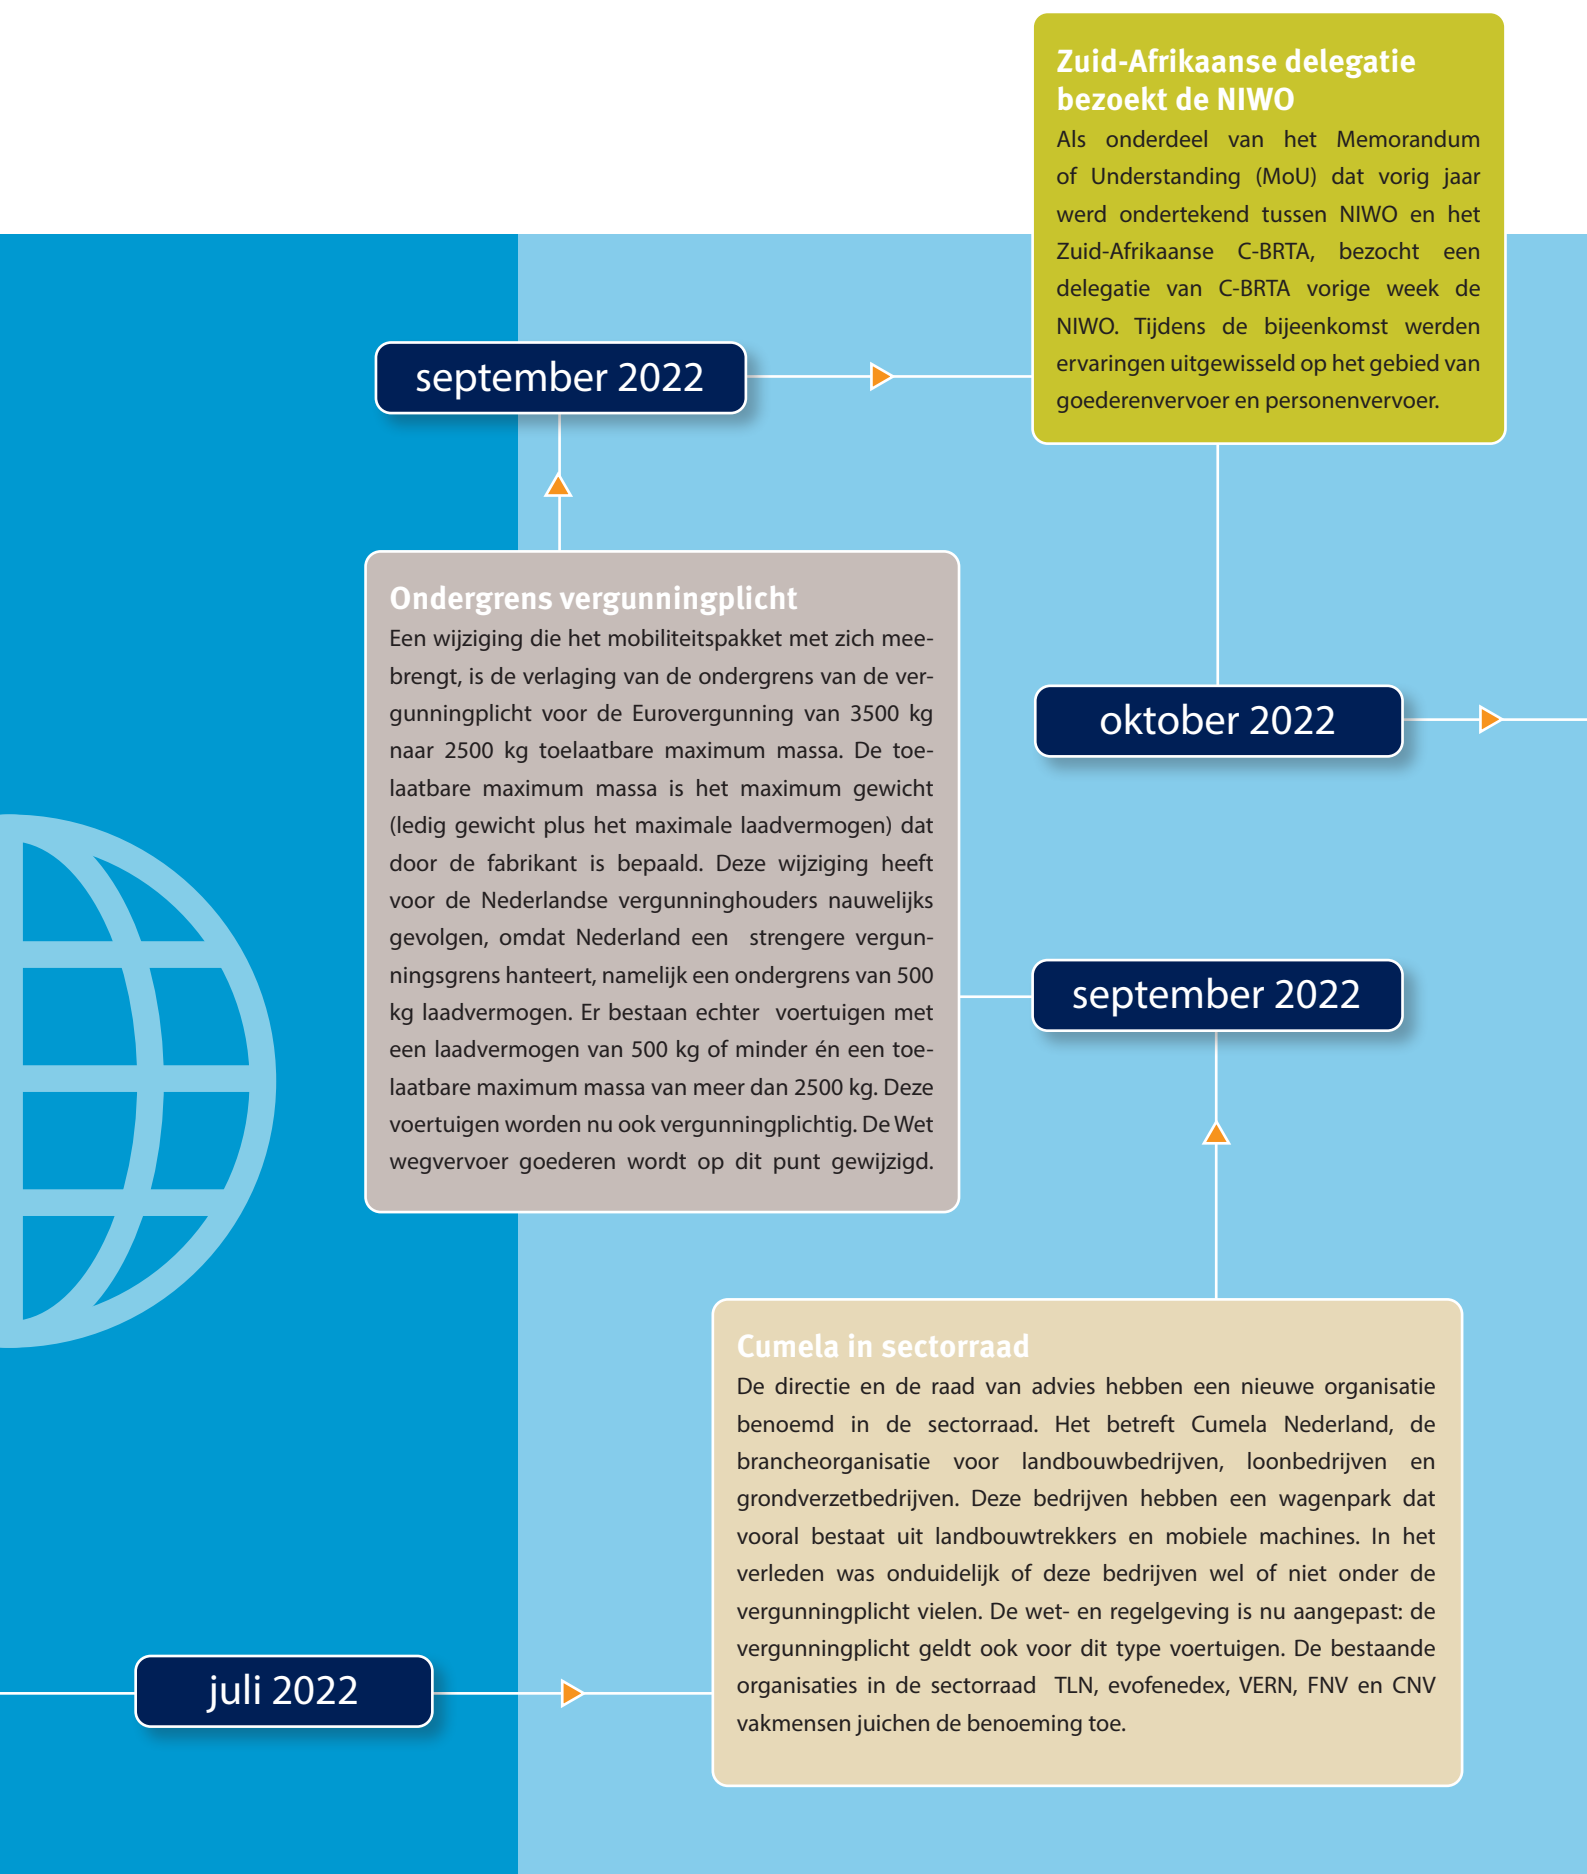 Zuid-Afrikaanse delegatie
bezoekt de NIWO
Als onderdeel van het Memorandum
of Understanding (MoU) dat vorig jaar
werd ondertekend tussen NIWO en het
Zuid-Afrikaanse C-BRTA, bezocht een
delegatie van C-BRTA vorige week de
NIWO. Tijdens de bijeenkomst werden
ervaringen uitgewisseld op het gebied van
goederenvervoer en personenvervoer.
september 2022
Ondergrens vergunningplicht
Een wijziging die het mobiliteitspakket met zich mee-
brengt, is de verlaging van de ondergrens van de ver-
gunningplicht voor de Eurovergunning van 3500 kg
naar 2500 kg toelaatbare maximum massa. De toe-
laatbare maximum massa is het maximum gewicht
(ledig gewicht plus het maximale laadvermogen) dat
door de fabrikant is bepaald. Deze wijziging heeft
voor de Nederlandse vergunninghouders nauwelijks
gevolgen, omdat Nederland een strengere vergun-
ningsgrens hanteert, namelijk een ondergrens van 500
kg laadvermogen. Er bestaan echter voertuigen met
een laadvermogen van 500 kg of minder én een toe-
laatbare maximum massa van meer dan 2500 kg. Deze
voertuigen worden nu ook vergunningplichtig. De Wet
wegvervoer goederen wordt op dit punt gewijzigd.
oktober 2022
september 2022
Cumela in sectorraad
De directie en de raad van advies hebben een nieuwe organisatie
benoemd in de sectorraad. Het betreft Cumela Nederland, de
brancheorganisatie voor landbouwbedrijven, loonbedrijven en
grondverzetbedrijven. Deze bedrijven hebben een wagenpark dat
vooral bestaat uit landbouwtrekkers en mobiele machines. In het
verleden was onduidelijk of deze bedrijven wel of niet onder de
vergunningplicht vielen. De wet- en regelgeving is nu aangepast: de
vergunningplicht geldt ook voor dit type voertuigen. De bestaande
organisaties in de sectorraad TLN, evofenedex, VERN, FNV en CNV
vakmensen juichen de benoeming toe.
juli 2022